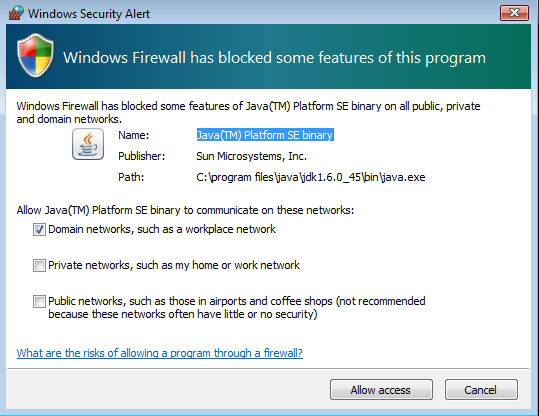 Windows Security Alert
Windows Firewall has blocked some features of this program
Windows Firewall has blocked some features of Java(TM) Platform SE binary on all public, private
and domain networks.
Name: Java(TM) Platform SE binary
Publisher: Sun Microsystems, Inc.
Path: C:\program files\java\jdk1.6.0_45\bin\java.exe
Allow Java(TM) Platform SE binary to communicate on these networks:
Domain networks, such as a workplace network
Private networks, such as my home or work network
Public networks, such as those in airports and coffee shops (not recommended
because these networks often have little or no security)
What are the risks of allowing a program through a firewall?
Allow access Cancel